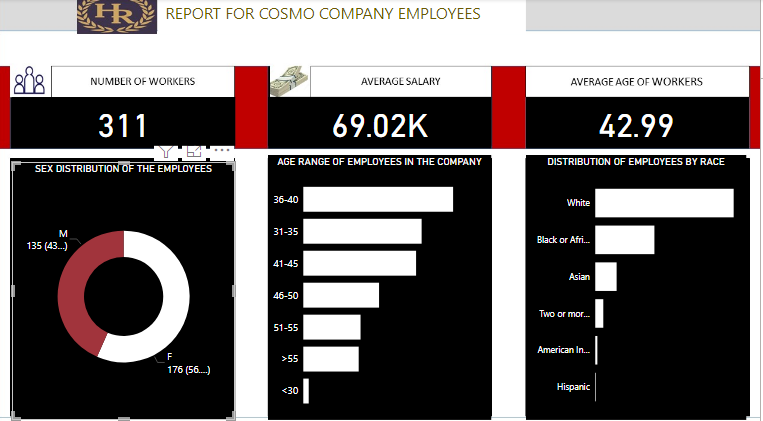 HR
REPORT FOR COSMO COMPANY EMPLOYEES
NUMBER OF WORKERS
311
AVERAGE SALARY
69.02K
AVERAGE AGE OF WORKERS
42.99
SEX DISTRIBUTION OF THE EMPLOYEES
M
135 (43...)
F
176 (56....)
AGE RANGE OF EMPLOYEES IN THE COMPANY
36-40
31-35
41-45
46-50
51-55
>55
<30
DISTRIBUTION OF EMPLOYEES BY RACE
White
Black or Afri...
Asian
Two or mor...
American In...
Hispanic